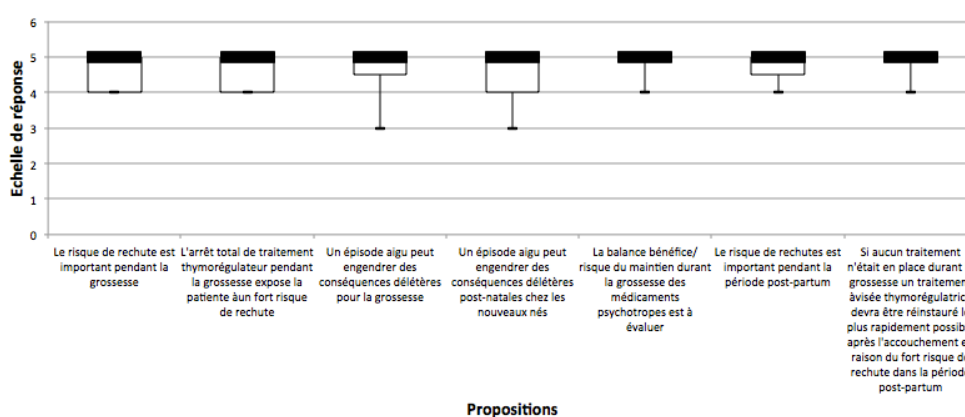 6
5
4
3
2
1
0
Echelle de réponse
Le risque de rechute est
important pendant la
grossesse
L'arrêt total de traitement
thymorégulateur pendant
la grossesse expose la
patiente àun fort risque
de rechute
Un épisode aigu peut
engendrer des
conséquences délétères
pour la grossesse
Un épisode aigu peut
engendrer des
conséquences délétères
post-natales chez les
nouveaux nés
La balance bénéfice/
risque du maintien durant
la grossesse des
médicaments
psychotropes est à
évaluer
Le risque de rechutes est
important pendant la
période post-partum
Si aucun traitement
n'était en place durant
grossesse un
àvisée
devra être réinstauré
plus rapidement
après l'accouchement
raison du fort risque
rechute dans la
post-partum
Propositions